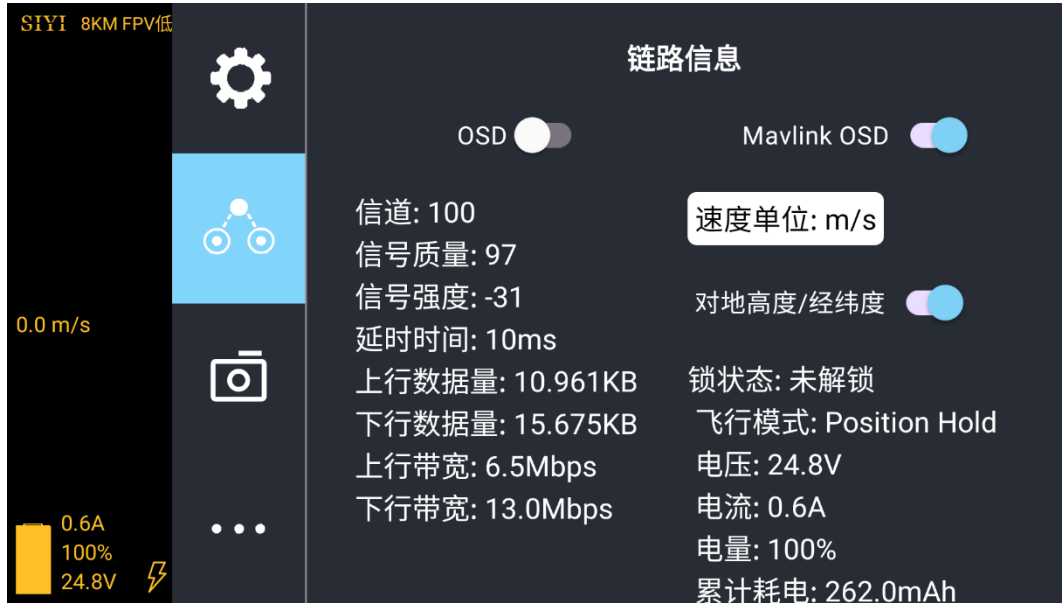 SIYI 8KM FPV低
0.0 m/s
0.6A
100%
24.8V
链路信息
OSD
Mavlink OSD
信道: 100
信号质量: 97
信号强度: -31
延时时间: 10ms
上行数据量: 10.961KB
下行数据量: 15.675KB
上行带宽: 6.5Mbps
下行带宽: 13.0Mbps
速度单位: m/s
对地高度/经纬度
锁状态: 未解锁
飞行模式: Position Hold
电压: 24.8V
电流: 0.6A
电量: 100%
累计耗电: 262.0mAh